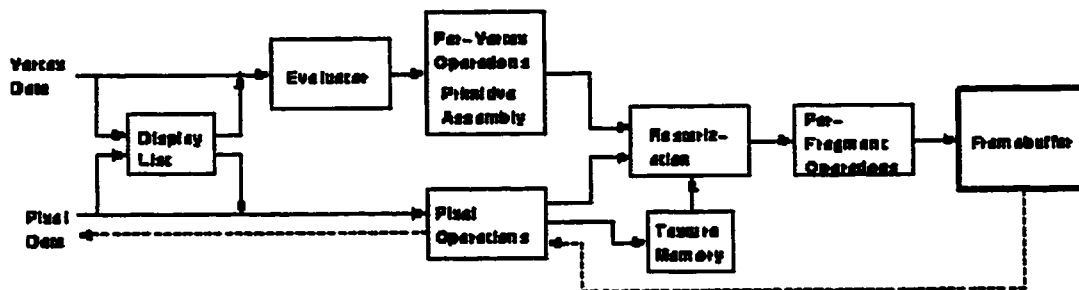 Vertex
Data
Display
List
Evaluator
Per-Vertex
Operations
Primitive
Assembly
Pixel
Data
Pixel
Operations
Rasteriz-
ation
Texture
Memory
Per-
Fragment
Operations
Framebuffer